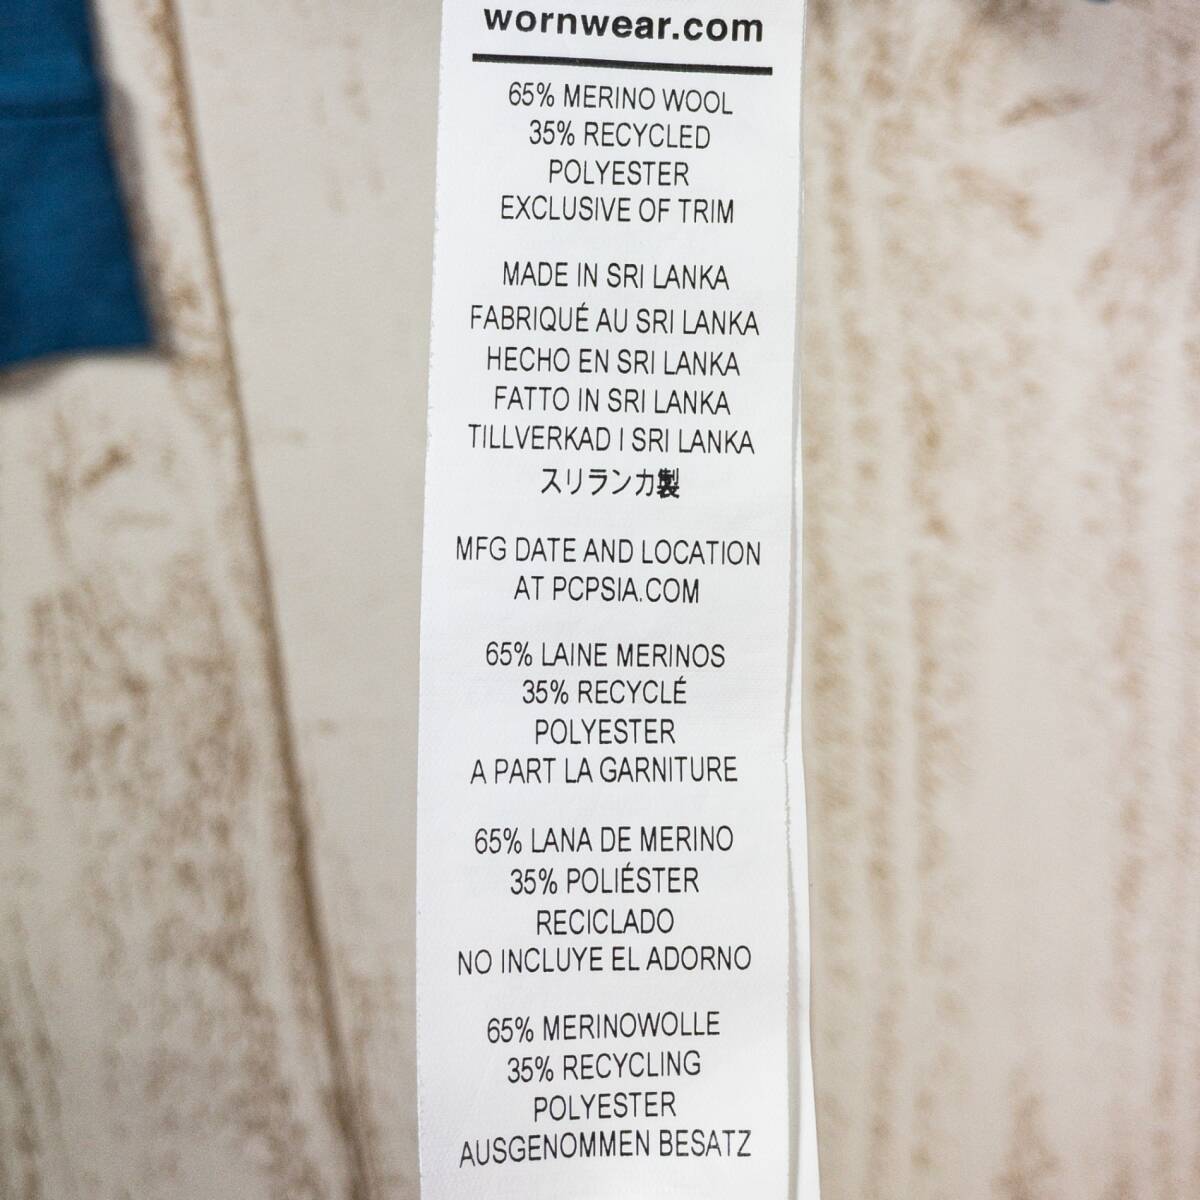 wornwear.com
65% MERINO WOOL
35% RECYCLED
POLYESTER
EXCLUSIVE OF TRIM
MADE IN SRI LANKA
FABRIQUÉ AU SRI LANKA
HECHO EN SRI LANKA
FATTO IN SRI LANKA
TILLVERKAD I SRI LANKA
スリランカ製
MFG DATE AND LOCATION
AT PCPSIA.COM
65% LAINE MERINOS
35% RECYCLÉ
POLYESTER
A PART LA GARNITURE
65% LANA DE MERINO
35% POLIÉSTER
RECICLADO
NO INCLUYE EL ADORNO
65% MERINOWOLLE
35% RECYCLING
POLYESTER
AUSGENOMMEN BESATZ